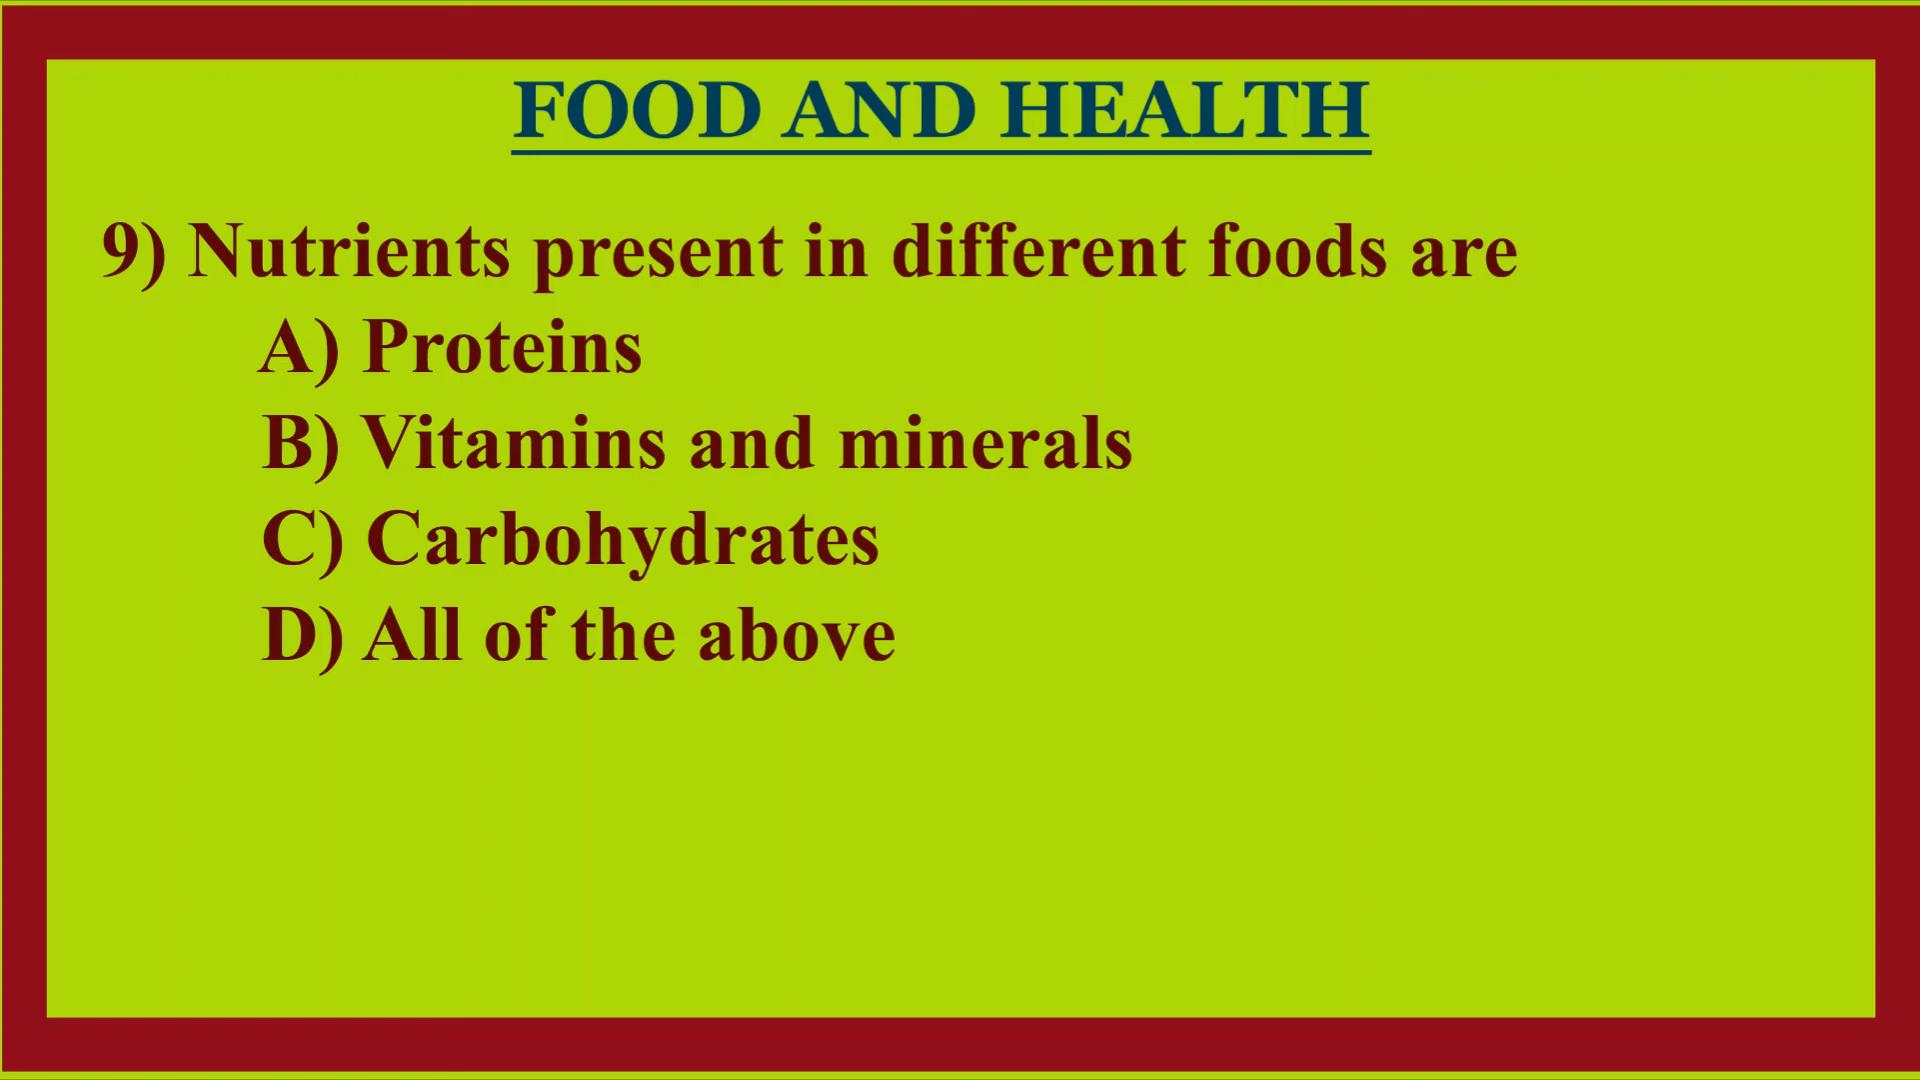 FOOD AND HEALTH
9) Nutrients present in different foods are
A) Proteins
B) Vitamins and minerals
C) Carbohydrates
D) All of the above